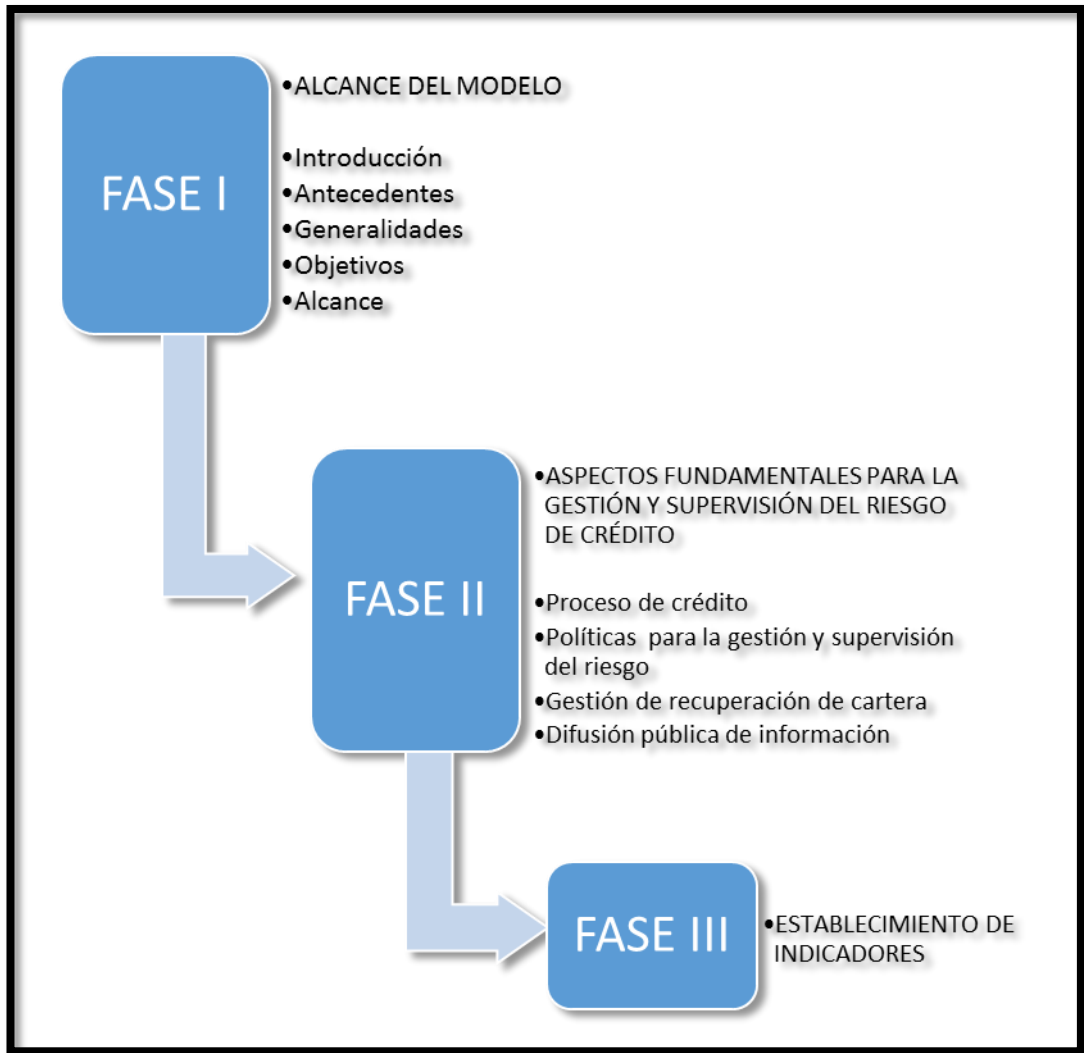 FASE I
•ALCANCE DEL MODELO
•Introducción
•Antecedentes
•Generalidades
•Objetivos
•Alcance
FASE II
•ASPECTOS FUNDAMENTALES PARA LA
GESTIÓN Y SUPERVISIÓN DEL RIESGO
DE CRÉDITO
•Proceso de crédito
•Políticas para la gestión y supervisión
del riesgo
•Gestión de recuperación de cartera
•Difusión pública de información
FASE III
•ESTABLECIMIENTO DE
INDICADORES